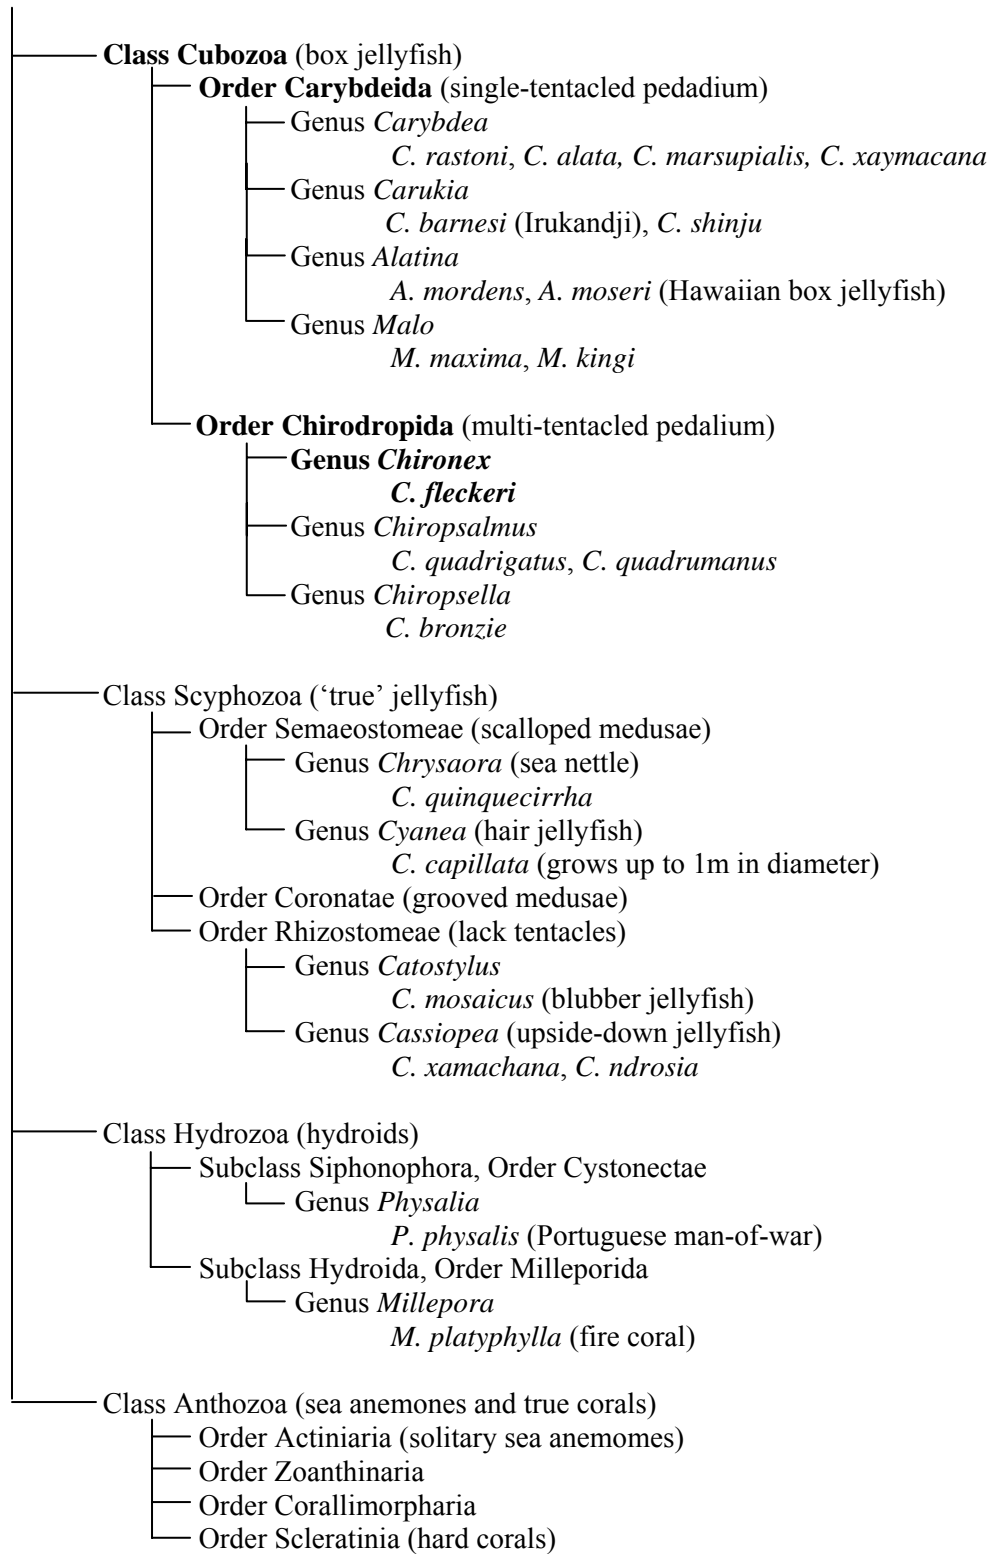 Class Cubozoa (box jellyfish)
Order Carybdeida (single-tentacled pedadium)
Genus Carybdea
C. rastoni, C. alata, C. marsupialis, C. xaymacana
Genus Carukia
C. barnesi (Irukandji), C. shinju
Genus Alatina
A. mordens, A. moseri (Hawaiian box jellyfish)
Genus Malo
M. maxima, M. kingi
Order Chirodropida (multi-tentacled pedalium)
Genus Chironex
C. fleckeri
Genus Chiropsalmus
C. quadrigatus, C. quadrumanus
Genus Chiropsella
C. bronzie
Class Scyphozoa (‘true’ jellyfish)
Order Semaeostomeae (scalloped medusae)
Genus Chrysaora (sea nettle)
C. quinquecirrha
Genus Cyanea (hair jellyfish)
C. capillata (grows up to 1m in diameter)
Order Coronatae (grooved medusae)
Order Rhizostomeae (lack tentacles)
Genus Catostylus
C. mosaicus (blubber jellyfish)
Genus Cassiopea (upside-down jellyfish)
C. xamachana, C. ndrosia
Class Hydrozoa (hydroids)
Subclass Siphonophora, Order Cystonectae
Genus Physalia
P. physalis (Portuguese man-of-war)
Subclass Hydroida, Order Milleporida
Genus Millepora
M. platyphylla (fire coral)
Class Anthozoa (sea anemones and true corals)
Order Actiniaria (solitary sea anemomes)
Order Zoanthinaria
Order Corallimorpharia
Order Scleratinia (hard corals)